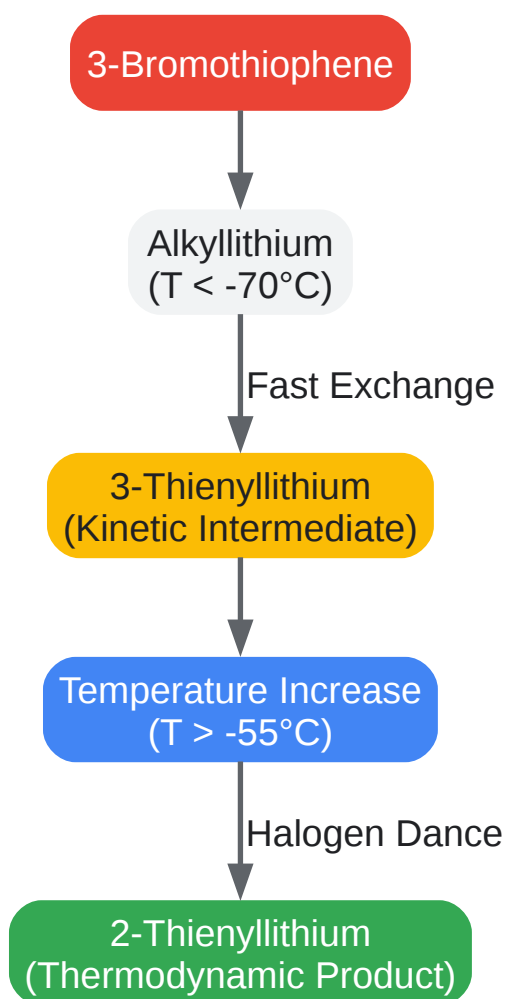 3-Bromothiophene
Alkyllithium
(T < -70°C)
Fast Exchange
3-Thienyllithium
(Kinetic Intermediate)
Temperature Increase
(T > -55°C)
Halogen Dance
2-Thienyllithium
(Thermodynamic Product)